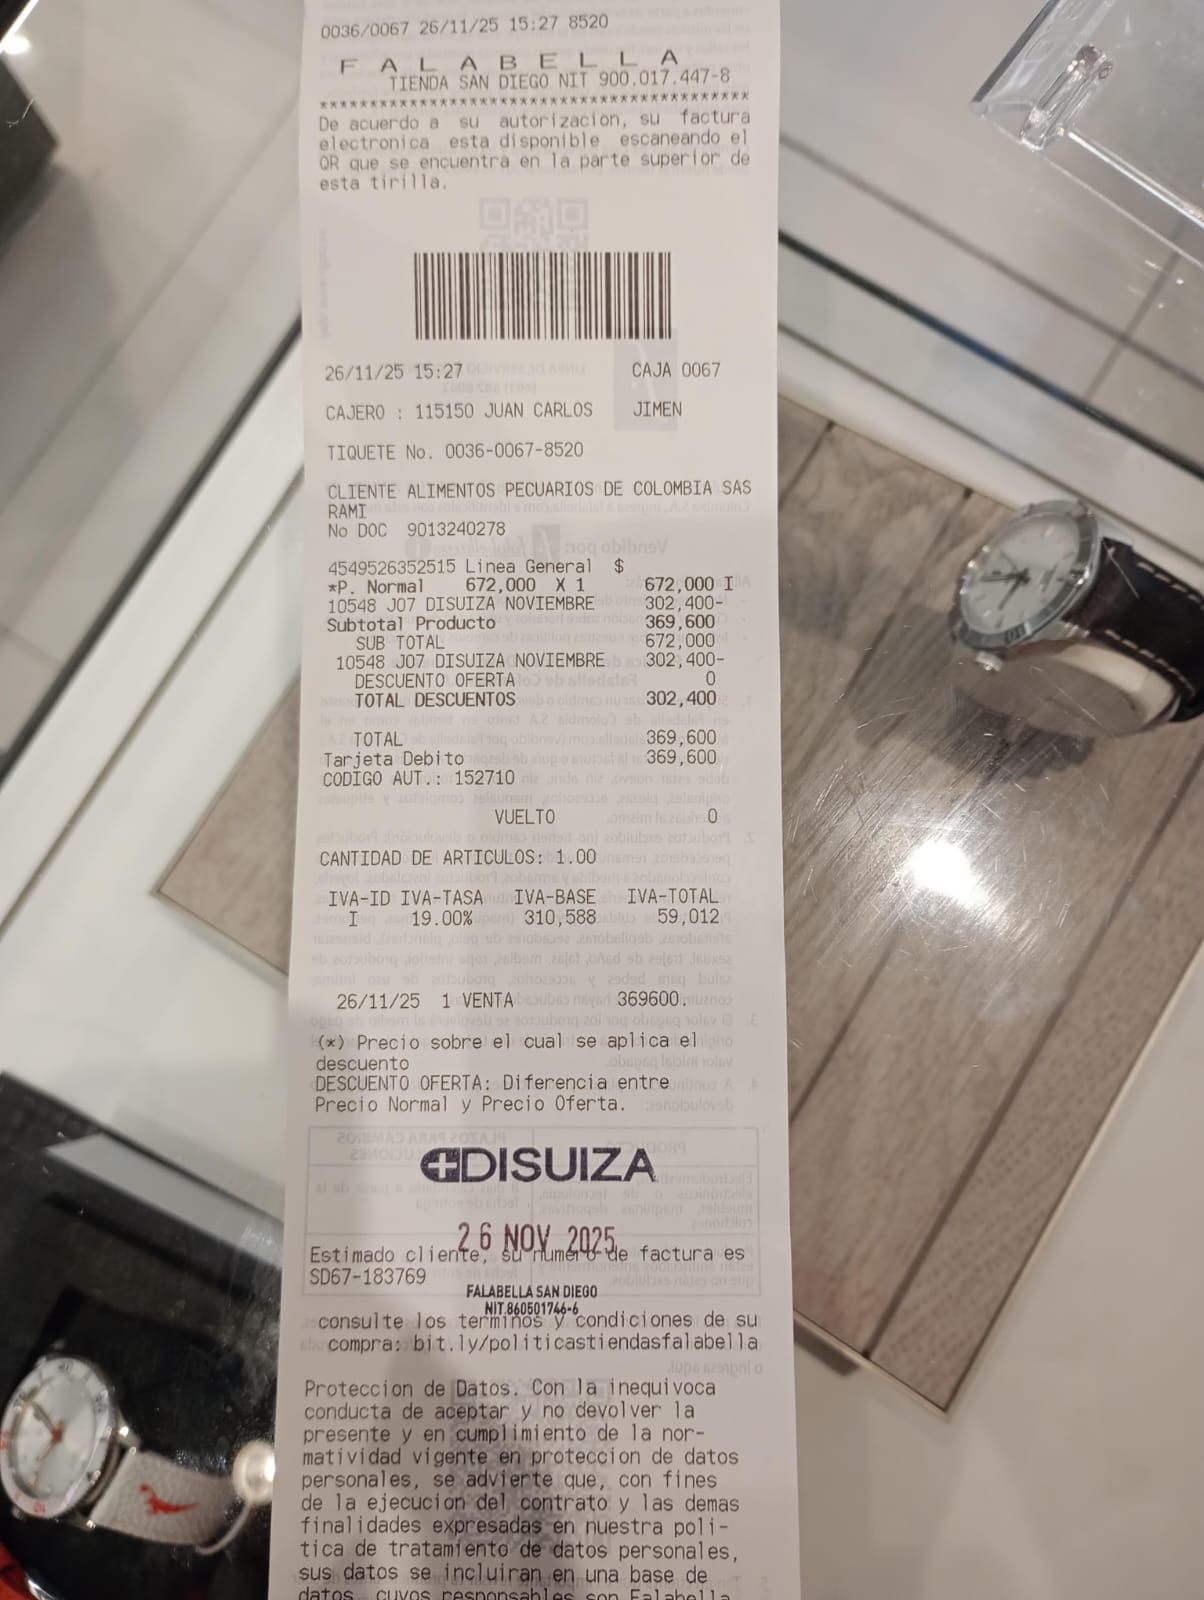 0036/0067 26/11/25 15:27 8520
F A L A B E L L A
TIENDA SAN DIEGO NIT 900.017.447-8
*******************************************
De acuerdo a su autorizacion, su factura
electronica esta disponible escaneando el
QR que se encuentra en la parte superior de
esta tirilla.
26/11/25 15:27 CAJA 0067
CAJERO : 115150 JUAN CARLOS JIMEN
TIQUETE No. 0036-0067-8520
CLIENTE ALIMENTOS PECUARIOS DE COLOMBIA SAS
RAMI
No DOC 9013240278
4549526352515 Linea General $
*P. Normal 672,000 X 1 672,000 I
10548 J07 DISUIZA NOVIEMBRE 302,400-
Subtotal Producto 369,600
SUB TOTAL 672,000
10548 J07 DISUIZA NOVIEMBRE 302,400-
DESCUENTO OFERTA 0
TOTAL DESCUENTOS 302,400
TOTAL 369,600
Tarjeta Debito 369,600
CODIGO AUT.: 152710
VUELTO 0
CANTIDAD DE ARTICULOS: 1.00
IVA-ID IVA-TASA IVA-BASE IVA-TOTAL
I 19.00% 310,588 59,012
26/11/25 1 VENTA 369600.
(*) Precio sobre el cual se aplica el
descuento
DESCUENTO OFERTA: Diferencia entre
Precio Normal y Precio Oferta.
DISUIZA
26 NOV 2025
Estimado cliente, su numero de factura es
SD67-183769
FALABELLA SAN DIEGO
NIT.860501746-6
consulte los terminos y condiciones de su
compra: bit.ly/politicastiendasfalabella
Proteccion de Datos. Con la inequivoca
conducta de aceptar y no devolver la
presente y en cumplimiento de la nor-
matividad vigente en proteccion de datos
personales, se advierte que, con fines
de la ejecucion del contrato y las demas
finalidades expresadas en nuestra poli-
tica de tratamiento de datos personales,
sus datos se incluiran en una base de
datos, cuyos responsables son Falabella